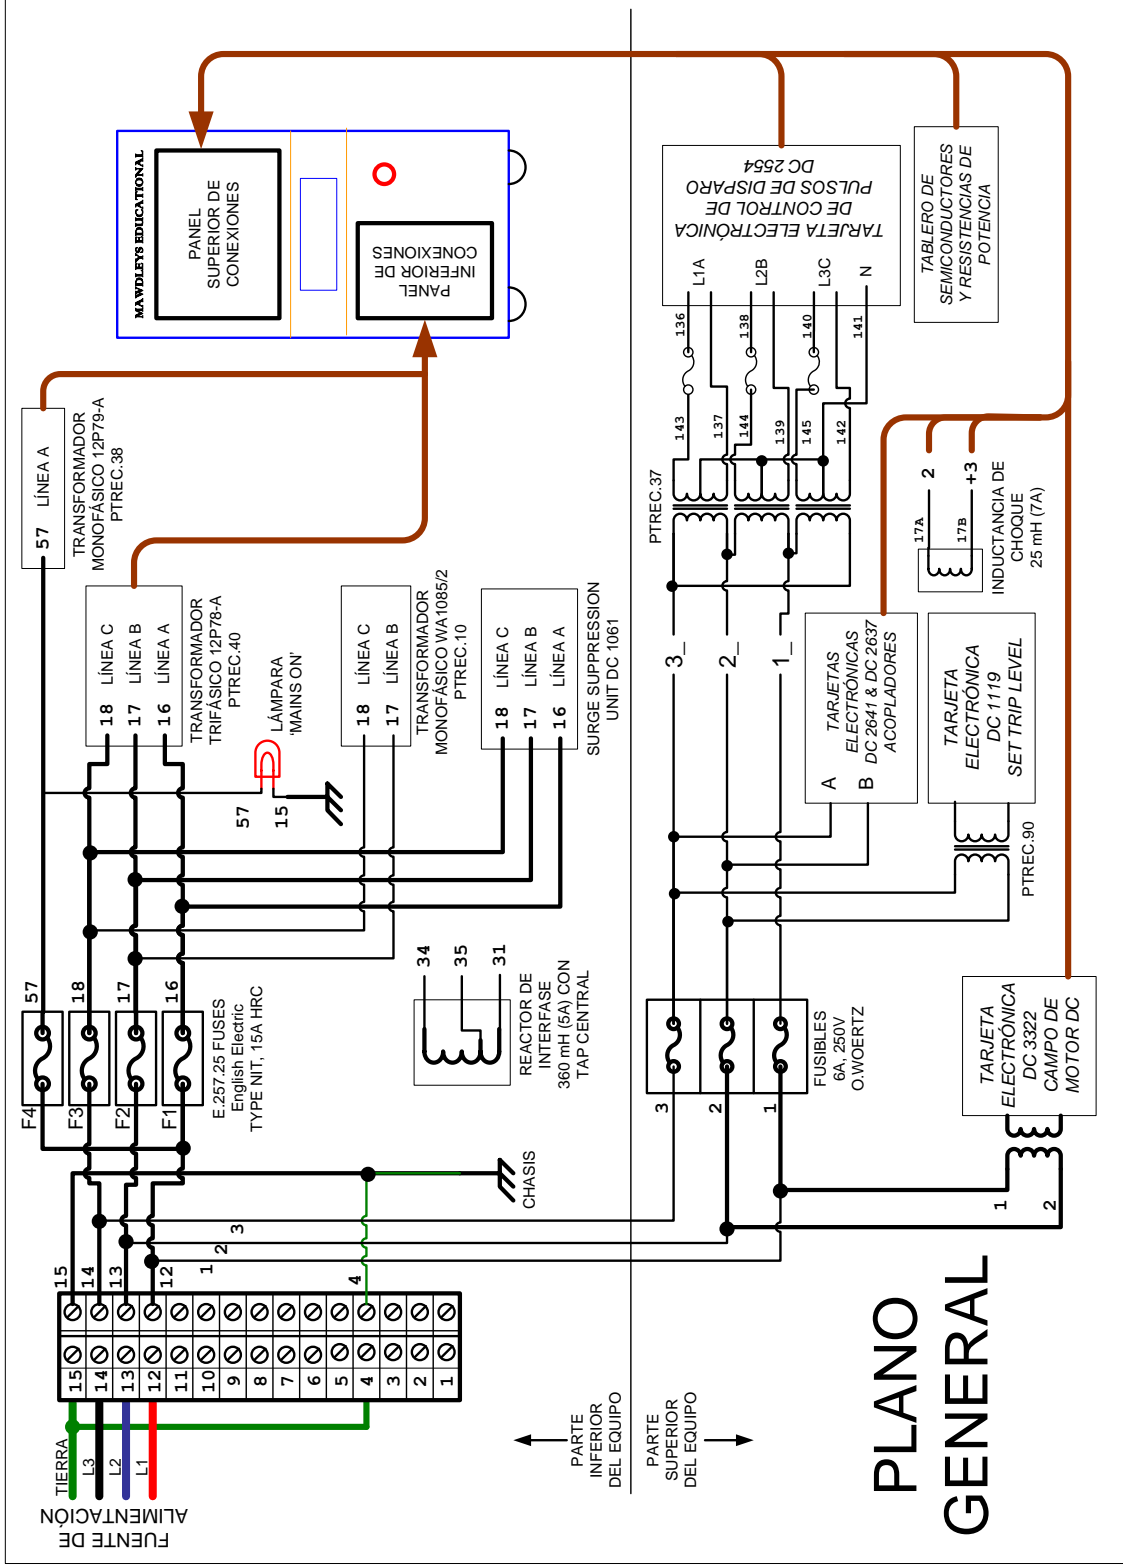 MAWDLEYS EDUCATIONAL
PANEL
SUPERIOR DE
CONEXIONES
PANEL
INFERIOR DE
CONEXIONES
57 LÍNEA A
TRANSFORMADOR
MONOFÁSICO 12P79-A
PTREC.38
18 LÍNEA C
17 LÍNEA B
16 LÍNEA A
TRANSFORMADOR
TRIFÁSICO 12P78-A
PTREC.40
57
15
LÁMPARA
'MAINS ON'
18 LÍNEA C
17 LÍNEA B
TRANSFORMADOR
MONOFÁSICO WA1085/2
PTREC.10
18 LÍNEA C
17 LÍNEA B
16 LÍNEA A
SURGE SUPPRESSION
UNIT DC 1061
F4
57
F3
18
F2
17
F1
16
E.257.25 FUSES
English Electric
TYPE NIT, 15A HRC
34
35
31
REACTOR DE
INTERFASE
360 mH (5A) CON
TAP CENTRAL
CHASIS
15
14
13
12
4
3
2
1
15
14
13
12
11
10
9
8
7
6
5
4
3
2
1
TIERRA
L3
L2
L1
FUENTE DE
ALIMENTACIÓN
PARTE
INFERIOR
DEL EQUIPO
PARTE
SUPERIOR
DEL EQUIPO
TARJETA ELECTRÓNICA
DE CONTROL DE
PULSOS DE DISPARO
DC 2554
L1A
L2B
L3C
N
136
138
140
141
143
137
144
139
145
142
PTREC.37
TABLERO DE
SEMICONDUCTORES
Y RESISTENCIAS DE
POTENCIA
17A
2
17B
+3
INDUCTANCIA DE
CHOQUE
25 mH (7A)
3_
2_
1_
A
B
TARJETAS
ELECTRÓNICAS
DC 2641 & DC 2637
ACOPLADORES
TARJETA
ELECTRÓNICA
DC 1119
SET TRIP LEVEL
PTREC.90
3
2
1
FUSIBLES
6A, 250V
O.WOERTZ
TARJETA
ELECTRÓNICA
DC 3322
CAMPO DE
MOTOR DC
1
2
PLANO
GENERAL